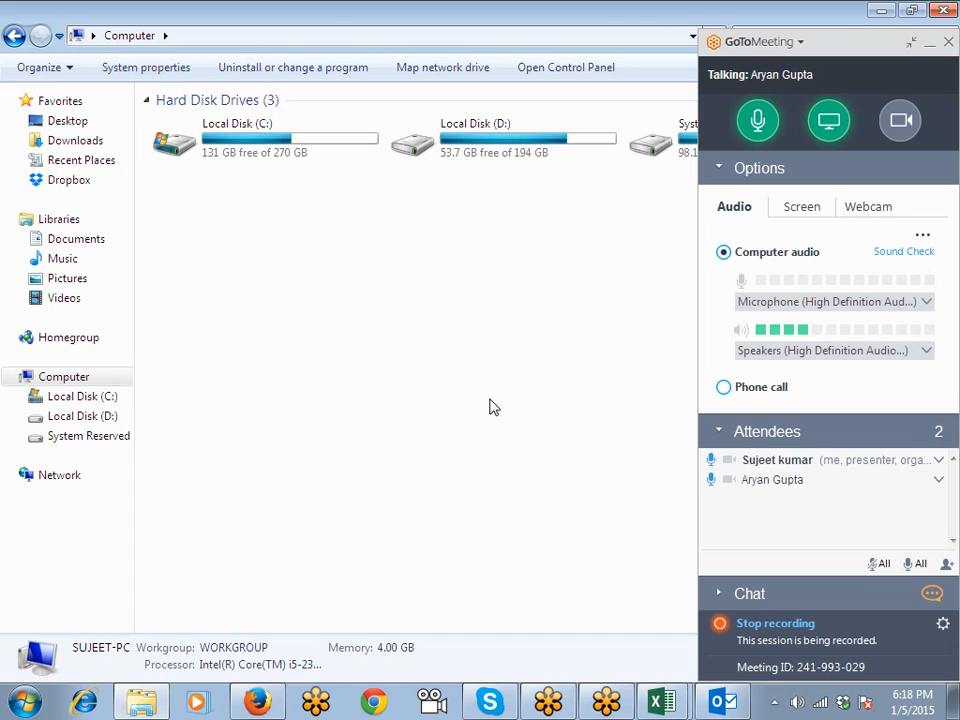 Computer
Organize
System properties
Uninstall or change a program
Map network drive
Open Control Panel
Favorites
Desktop
Downloads
Recent Places
Dropbox
Libraries
Documents
Music
Pictures
Videos
Homegroup
Computer
Local Disk (C:)
Local Disk (D:)
System Reserved
Network
Hard Disk Drives (3)
Local Disk (C:)
131 GB free of 270 GB
Local Disk (D:)
53.7 GB free of 194 GB
Syst
98.1
SUJEET-PC
Workgroup: WORKGROUP
Memory: 4.00 GB
Processor: Intel(R) Core(TM) i5-23...
GoToMeeting
Talking: Aryan Gupta
Options
Audio
Screen
Webcam
...
Computer audio
Sound Check
Microphone (High Definition Aud...)
Speakers (High Definition Audio...)
Phone call
Attendees
2
Sujeet kumar (me, presenter, orga...
Aryan Gupta
All
All
Chat
Stop recording
This session is being recorded.
Meeting ID: 241-993-029
6:18 PM
1/5/2015